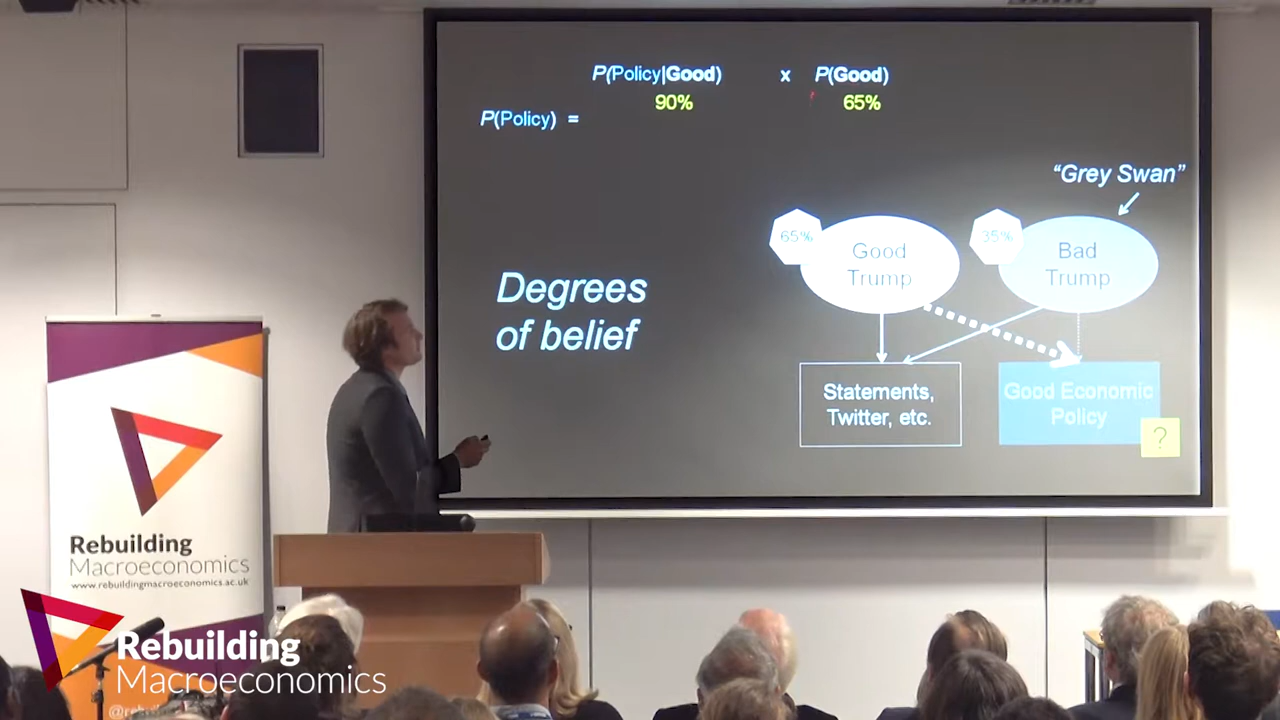 P(Policy|Good) x P(Good)
90% 65%
P(Policy) =
"Grey Swan"
65%
35%
Good
Trump
Bad
Trump
Degrees
of belief
Statements,
Twitter, etc.
Good Economic
Policy
?
Rebuilding
Macroeconomics
www.rebuildingmacroeconomics.ac.uk
Rebuilding
Macroeconomics